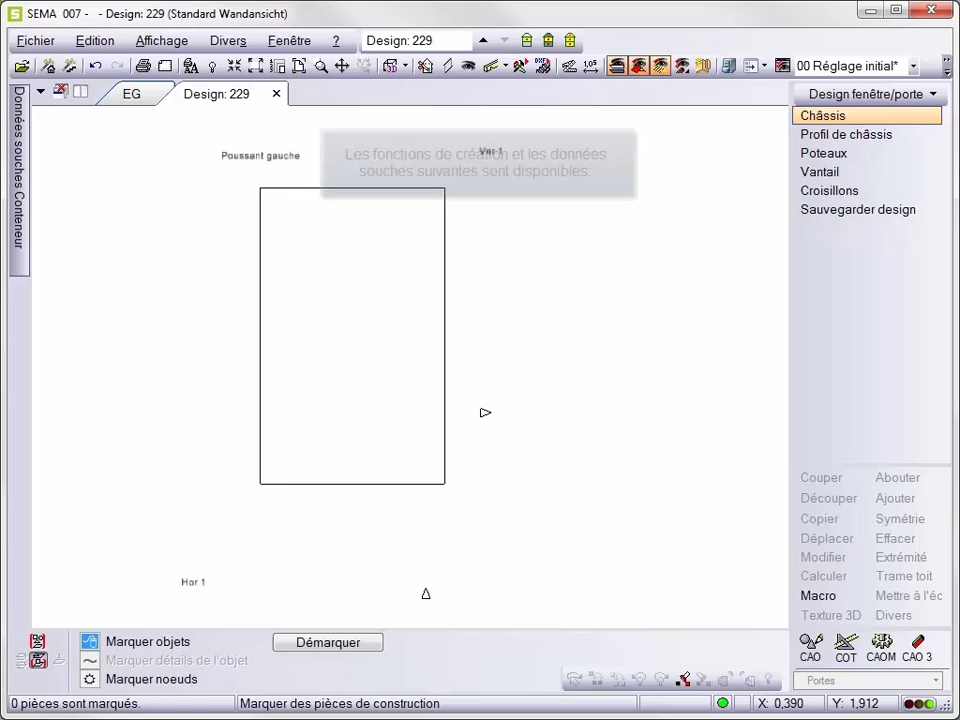 SEMA 007 - - Design: 229 (Standard Wandansicht)
Fichier Edition Affichage Divers Fenêtre ? Design: 229
00 Réglage initial*
EG Design: 229
Design fenêtre/porte
Données souches Conteneur
Châssis
Profil de châssis
Poteaux
Vantail
Croisillons
Sauvegarder design
Poussant gauche
Ver 1
Les fonctions de création et les données
souches suivantes sont disponibles:
Hor 1
Couper Abouter
Découper Ajouter
Copier Symétrie
Déplacer Effacer
Modifier Extrémité
Calculer Trame toit
Macro Mettre à l'éc
Texture 3D Divers
CAO COT CAOM CAO 3
Portes
Marquer objets Démarquer
Marquer détails de l'objet
Marquer noeuds
0 pièces sont marqués. Marquer des pièces de construction X: 0,390 Y: 1,912